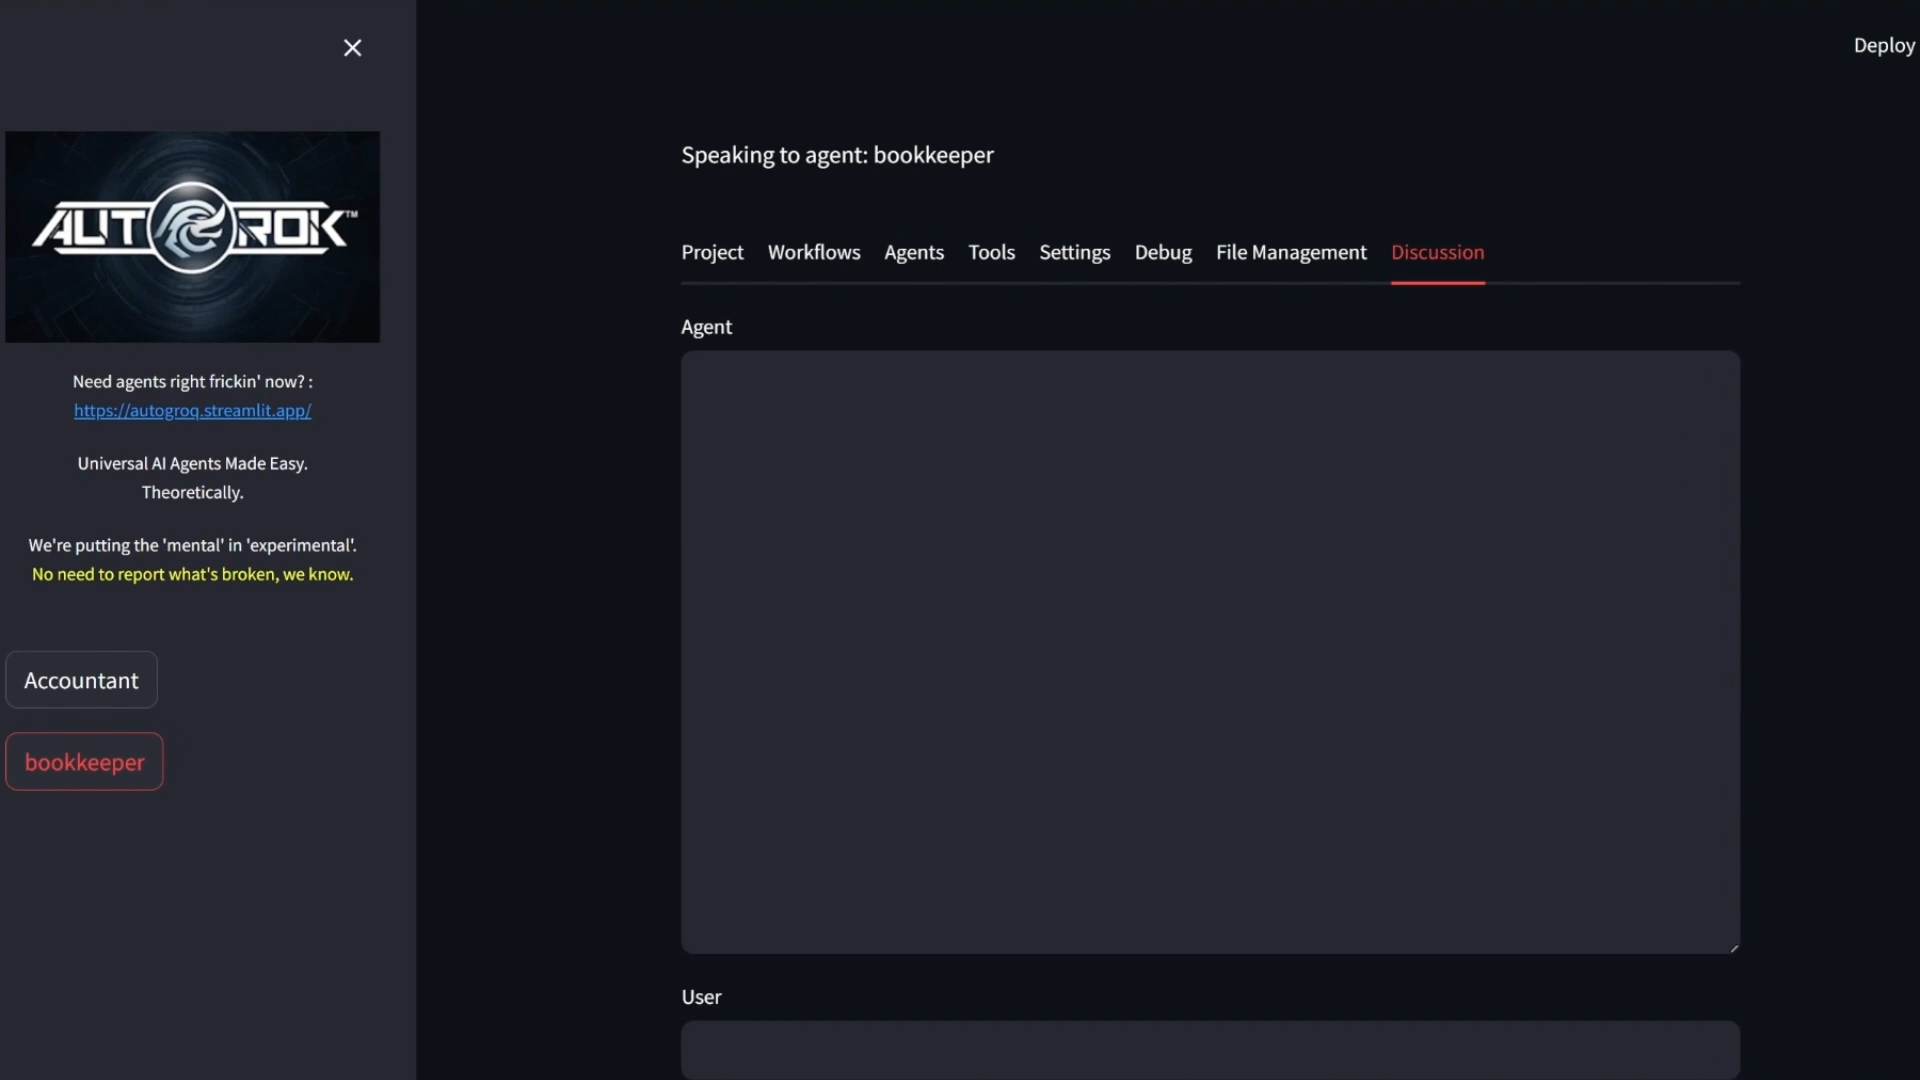 Deploy
AUTOGROK™
Need agents right frickin' now? :
https://autogroq.streamlit.app/
Universal AI Agents Made Easy.
Theoretically.
We're putting the 'mental' in 'experimental'.
No need to report what's broken, we know.
Accountant
bookkeeper
Speaking to agent: bookkeeper
Project Workflows Agents Tools Settings Debug File Management Discussion
Agent
User